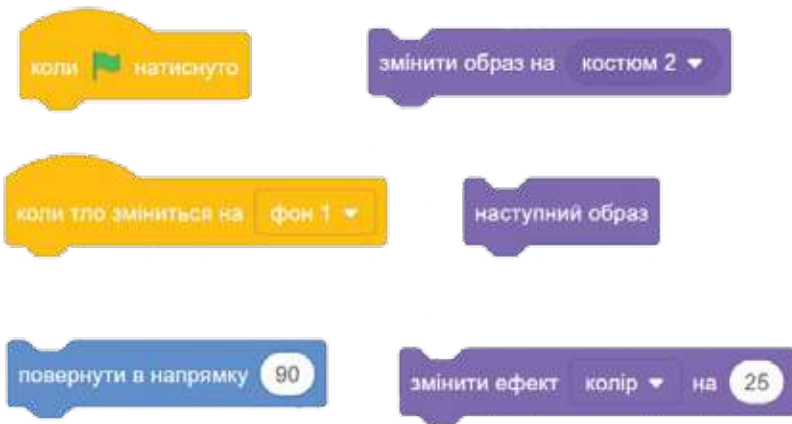 коли натиснуто
змінити образ на костюм 2
коли тло зміниться на фон 1
наступний образ
повернути в напрямку 90
змінити ефект колір на 25